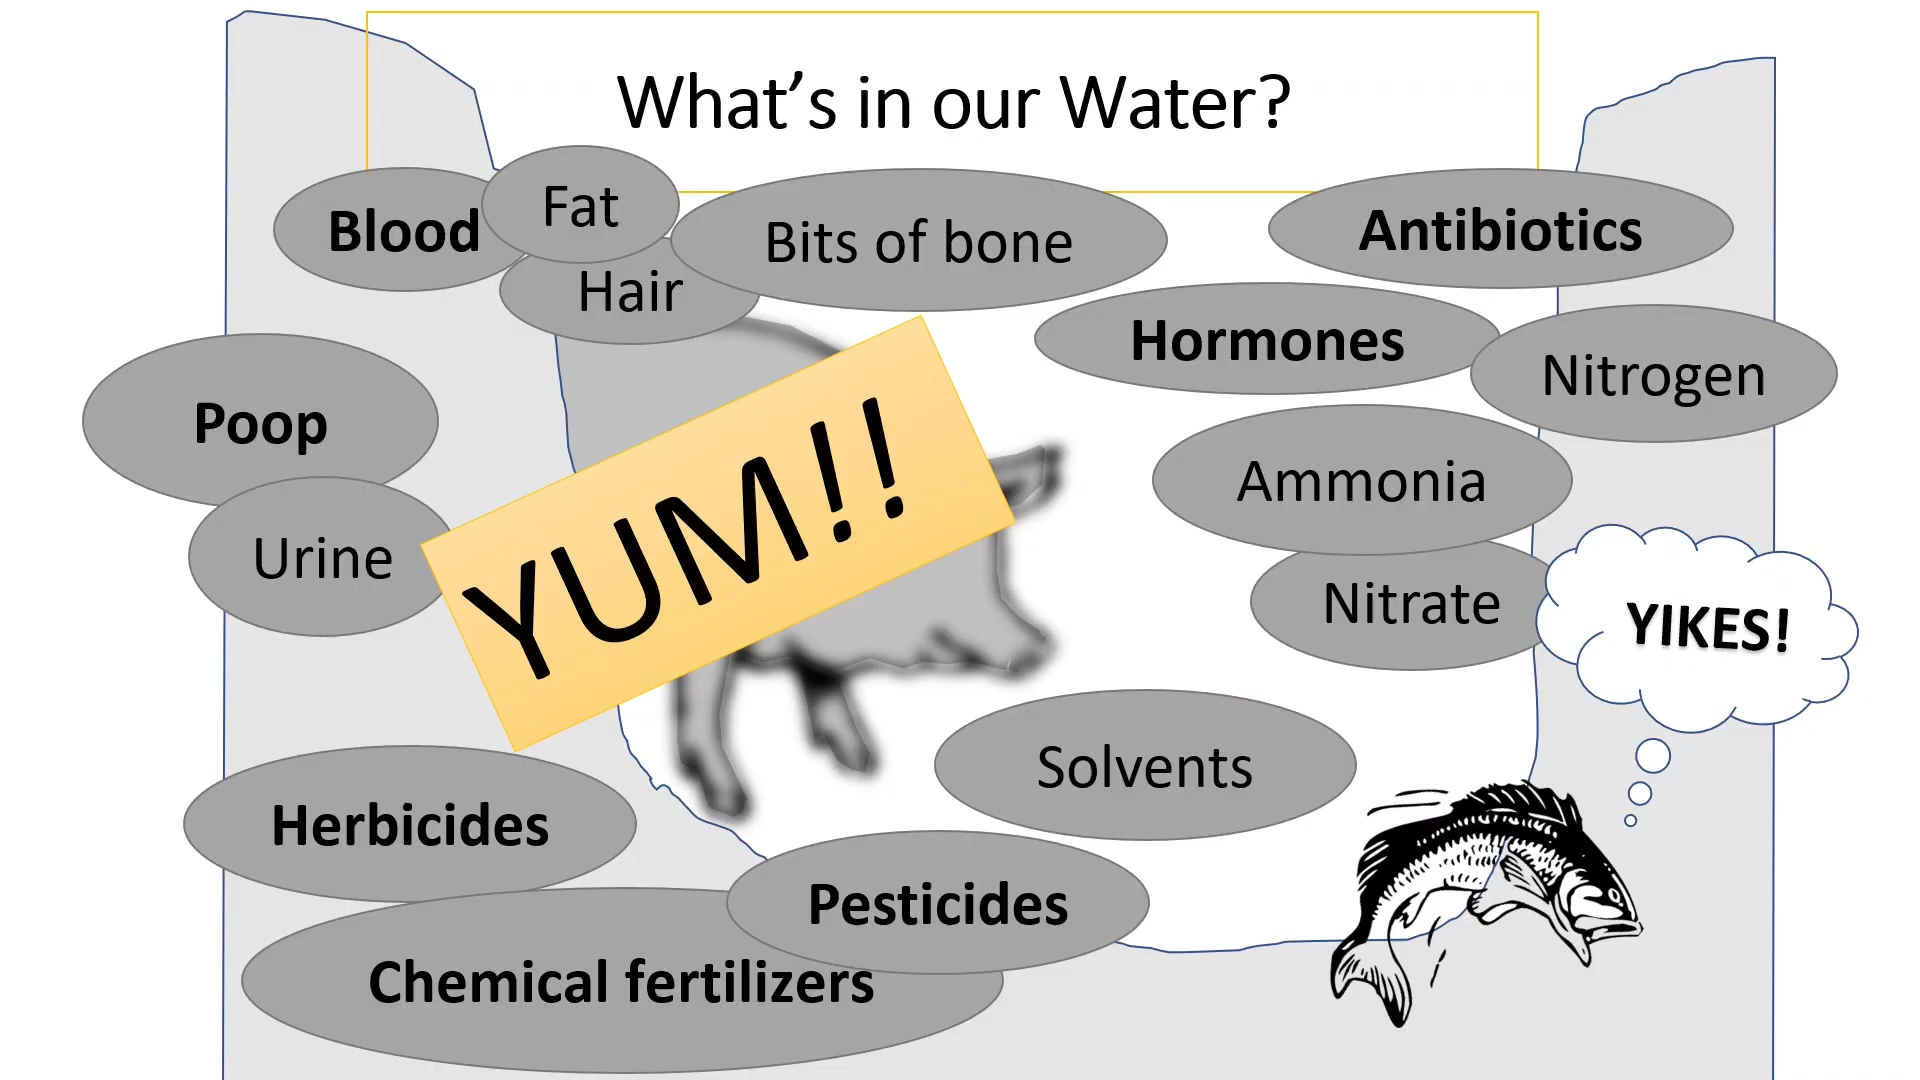 What’s in our Water?
Blood
Fat
Hair
Bits of bone
Antibiotics
Hormones
Nitrogen
Poop
Urine
YUM!!
Ammonia
Nitrate
YIKES!
Solvents
Herbicides
Pesticides
Chemical fertilizers